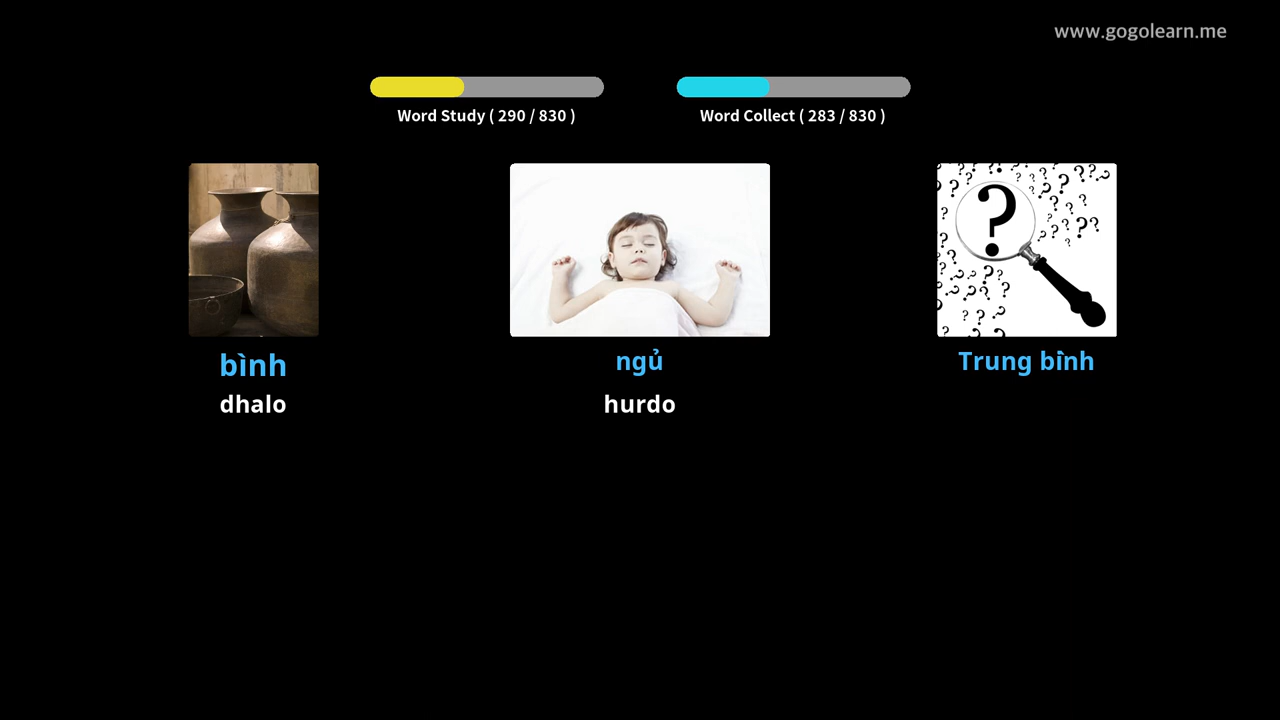 www.gogolearn.me
Word Study ( 290 / 830 )
Word Collect ( 283 / 830 )
bình
ngủ
Trung bình
dhalo
hurdo